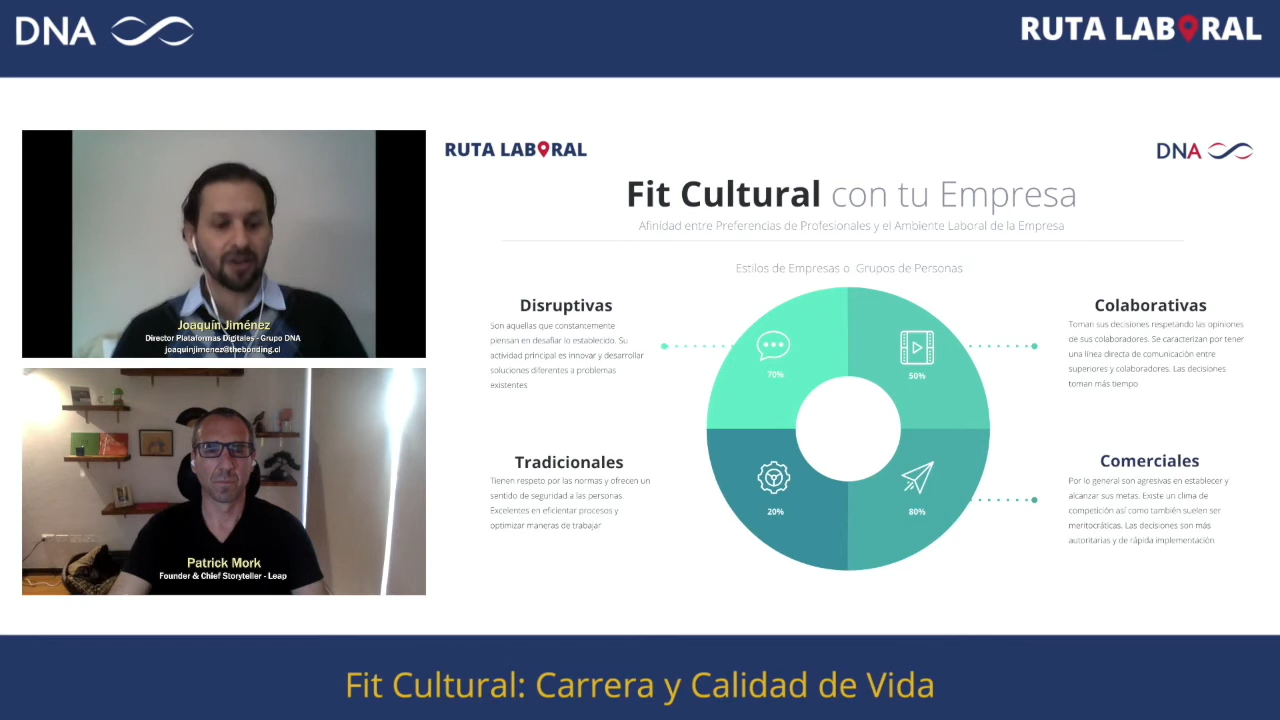 DNA
RUTA LABORAL
Joaquín Jiménez
Director Plataformas Digitales - Grupo DNA
joaquinjimenez@thebonding.cl
Patrick Mork
Founder & Chief Storyteller - Leap
RUTA LABORAL
DNA
Fit Cultural con tu Empresa
Afinidad entre Preferencias de Profesionales y el Ambiente Laboral de la Empresa
Estilos de Empresas o Grupos de Personas
Disruptivas
Son aquellas que constantemente
piensan en desafiar lo establecido. Su
actividad principal es innovar y desarrollar
soluciones diferentes a problemas
existentes
70%
50%
Colaborativas
Toman sus decisiones respetando las opiniones
de sus colaboradores. Se caracterizan por tener
una línea directa de comunicación entre
superiores y colaboradores. Las decisiones
toman más tiempo
Tradicionales
Tienen respeto por las normas y ofrecen un
sentido de seguridad a las personas.
Excelentes en eficientar procesos y
optimizar maneras de trabajar
20%
80%
Comerciales
Por lo general son agresivas en establecer y
alcanzar sus metas. Existe un clima de
competición así como también suelen ser
meritocráticas. Las decisiones son más
autoritarias y de rápida implementación
Fit Cultural: Carrera y Calidad de Vida